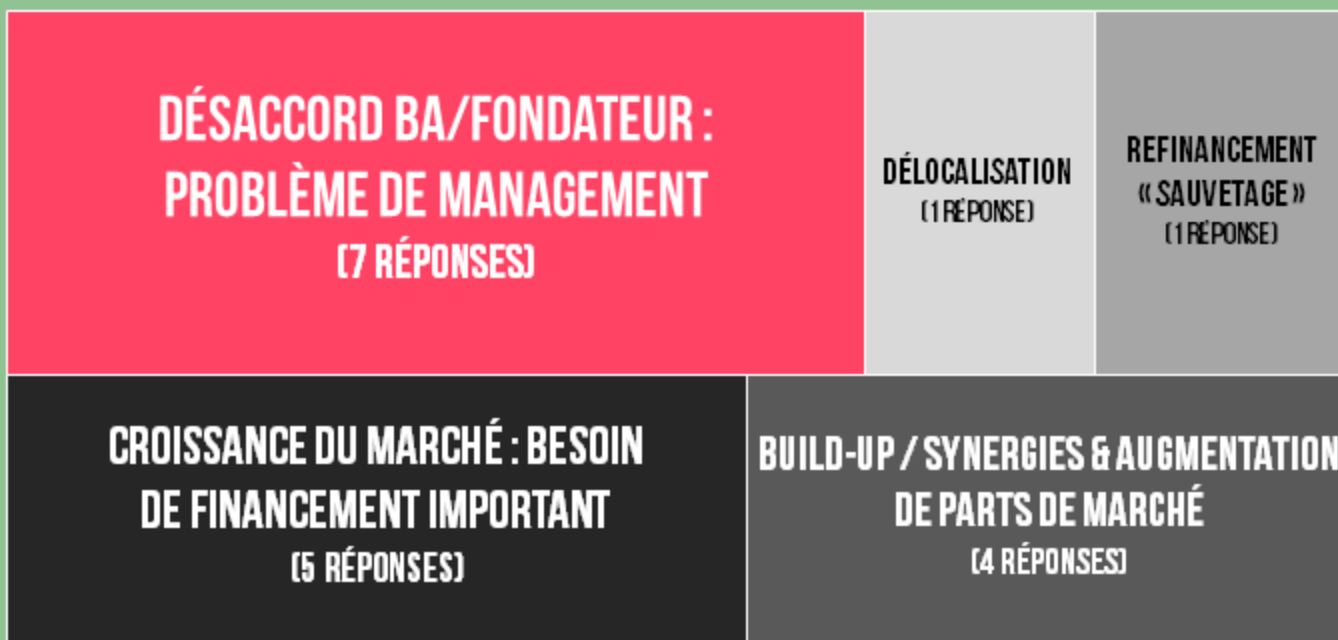 DÉSACCORD BA/FONDATEUR :
PROBLÈME DE MANAGEMENT
(7 RÉPONSES)
DÉLOCALISATION
(1 RÉPONSE)
REFINANCEMENT
« SAUVETAGE »
(1 RÉPONSE)
CROISSANCE DU MARCHÉ : BESOIN
DE FINANCEMENT IMPORTANT
(5 RÉPONSES)
BUILD-UP / SYNERGIES & AUGMENTATION
DE PARTS DE MARCHÉ
(4 RÉPONSES)